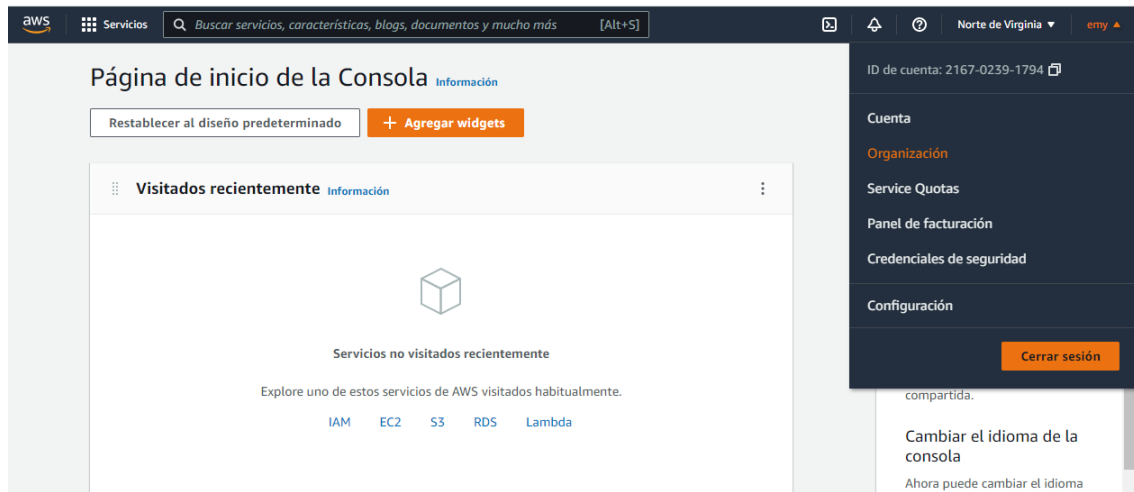 aws
Servicios
Buscar servicios, características, blogs, documentos y mucho más [Alt+S]
Norte de Virginia
emy
Página de inicio de la Consola Información
Restablecer al diseño predeterminado
+ Agregar widgets
Visitados recientemente Información
Servicios no visitados recientemente
Explore uno de estos servicios de AWS visitados habitualmente.
IAM EC2 S3 RDS Lambda
ID de cuenta: 2167-0239-1794
Cuenta
Organización
Service Quotas
Panel de facturación
Credenciales de seguridad
Configuración
Cerrar sesión
compartida.
Cambiar el idioma de la
consola
Ahora puede cambiar el idioma